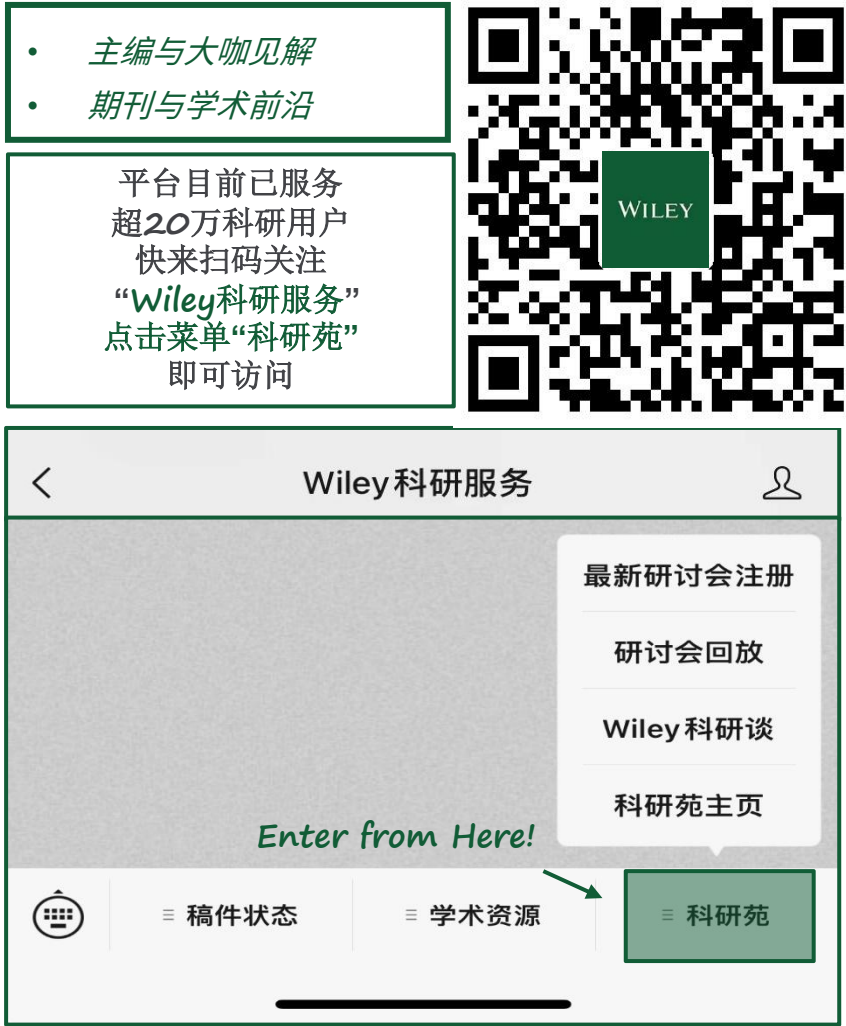 • 主编与大咖见解
• 期刊与学术前沿
WILEY
平台目前已服务
超20万科研用户
快来扫码关注
“Wiley科研服务”
点击菜单“科研苑”
即可访问
Wiley科研服务
最新研讨会注册
研讨会回放
Wiley科研谈
科研苑主页
Enter from Here!
稿件状态
学术资源
科研苑